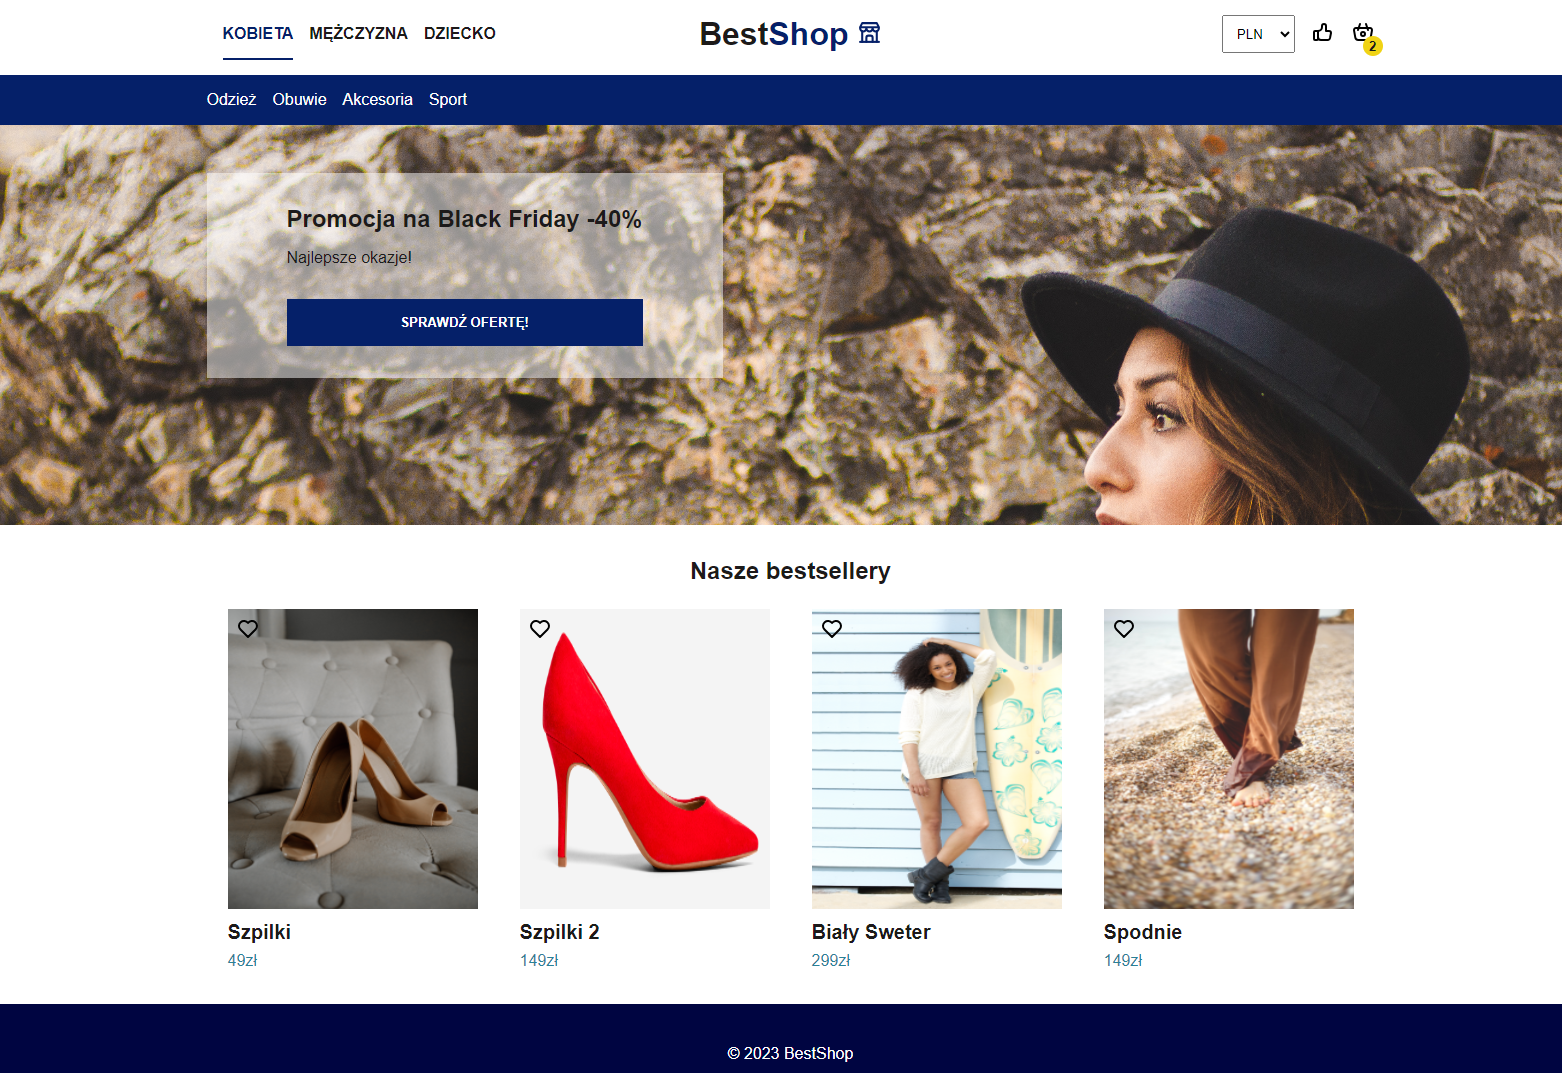 KOBIETA MĘŻCZYZNA DZIECKO BestShop PLN 2
Odzież Obuwie Akcesoria Sport
Promocja na Black Friday -40%
Najlepsze okazje!
SPRAWDŹ OFERTĘ!
Nasze bestsellery
Szpilki Szpilki 2 Biały Sweter Spodnie
49zł 149zł 299zł 149zł
© 2023 BestShop